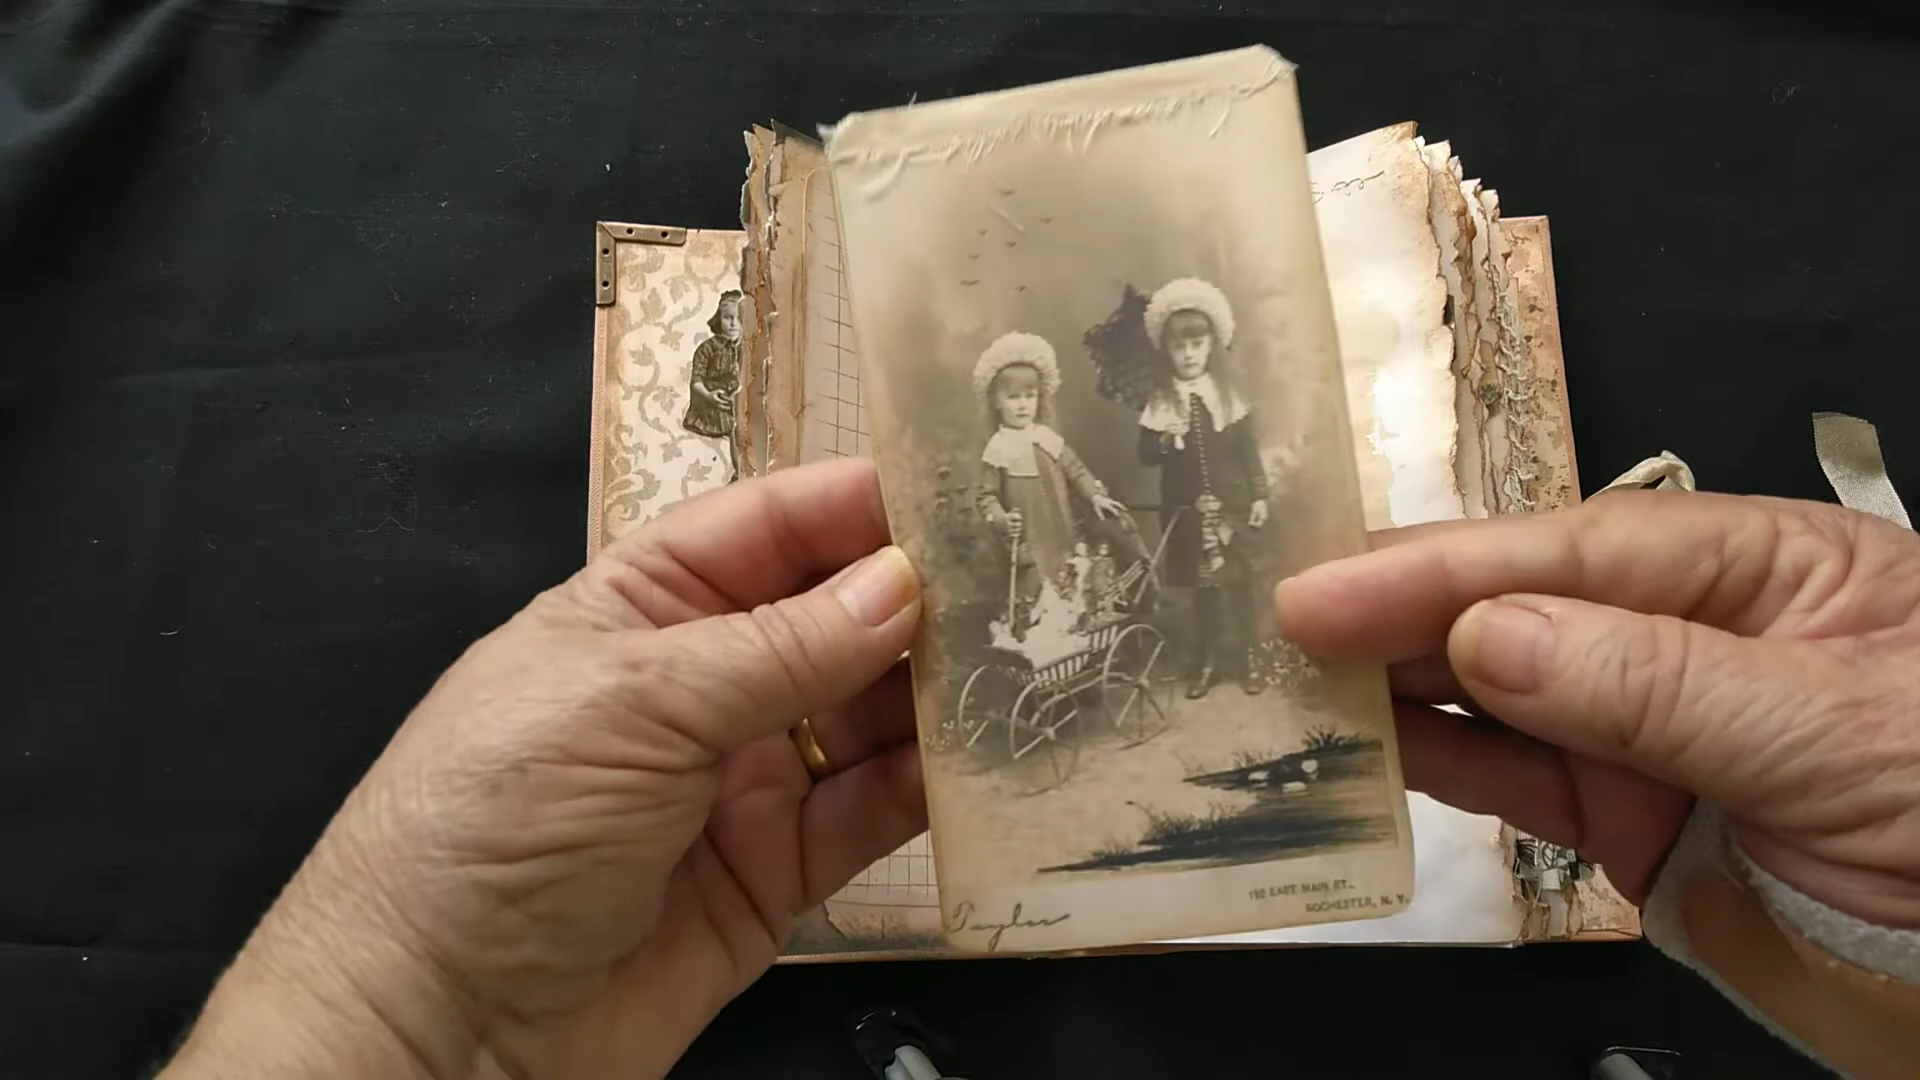 Taylor
192 EAST MAIN ST.,
ROCHESTER, N. Y.